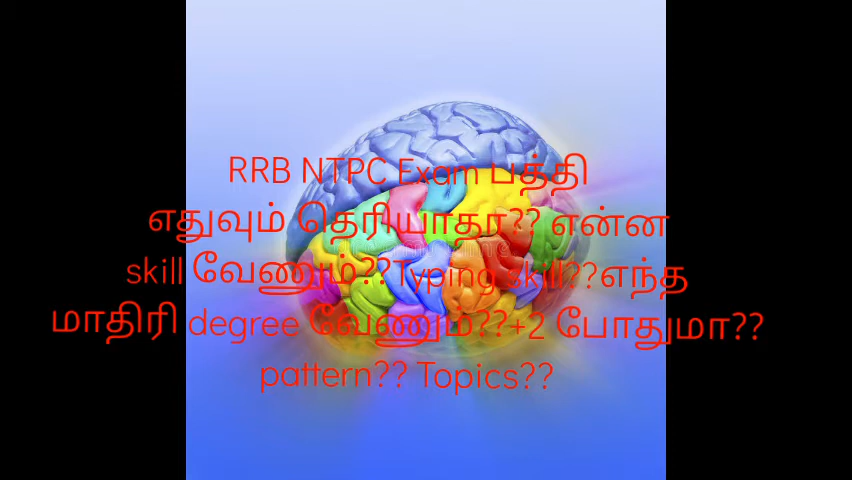 RRB NTPC Exam பத்தி
எதுவும் தெரியாதா?? என்ன
skill வேணும்??Typing skill??எந்த
மாதிரி degree வேணும்??+2 போதுமா??
pattern?? Topics??